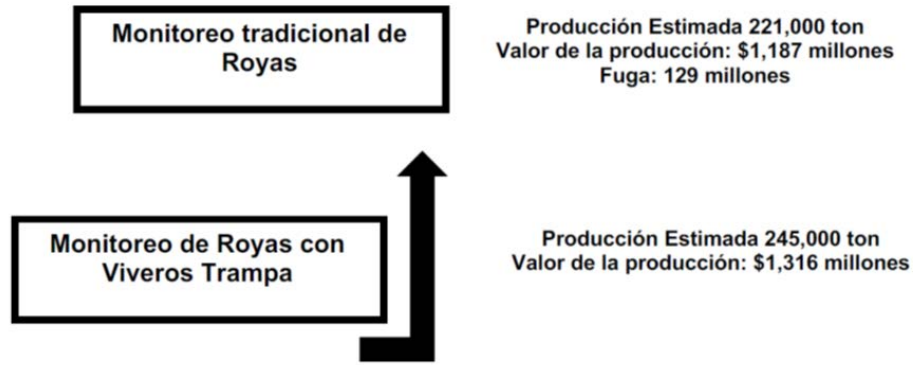 Monitoreo tradicional de
Royas
Producción Estimada 221,000 ton
Valor de la producción: $1,187 millones
Fuga: 129 millones
Monitoreo de Royas con
Viveros Trampa
Producción Estimada 245,000 ton
Valor de la producción: $1,316 millones